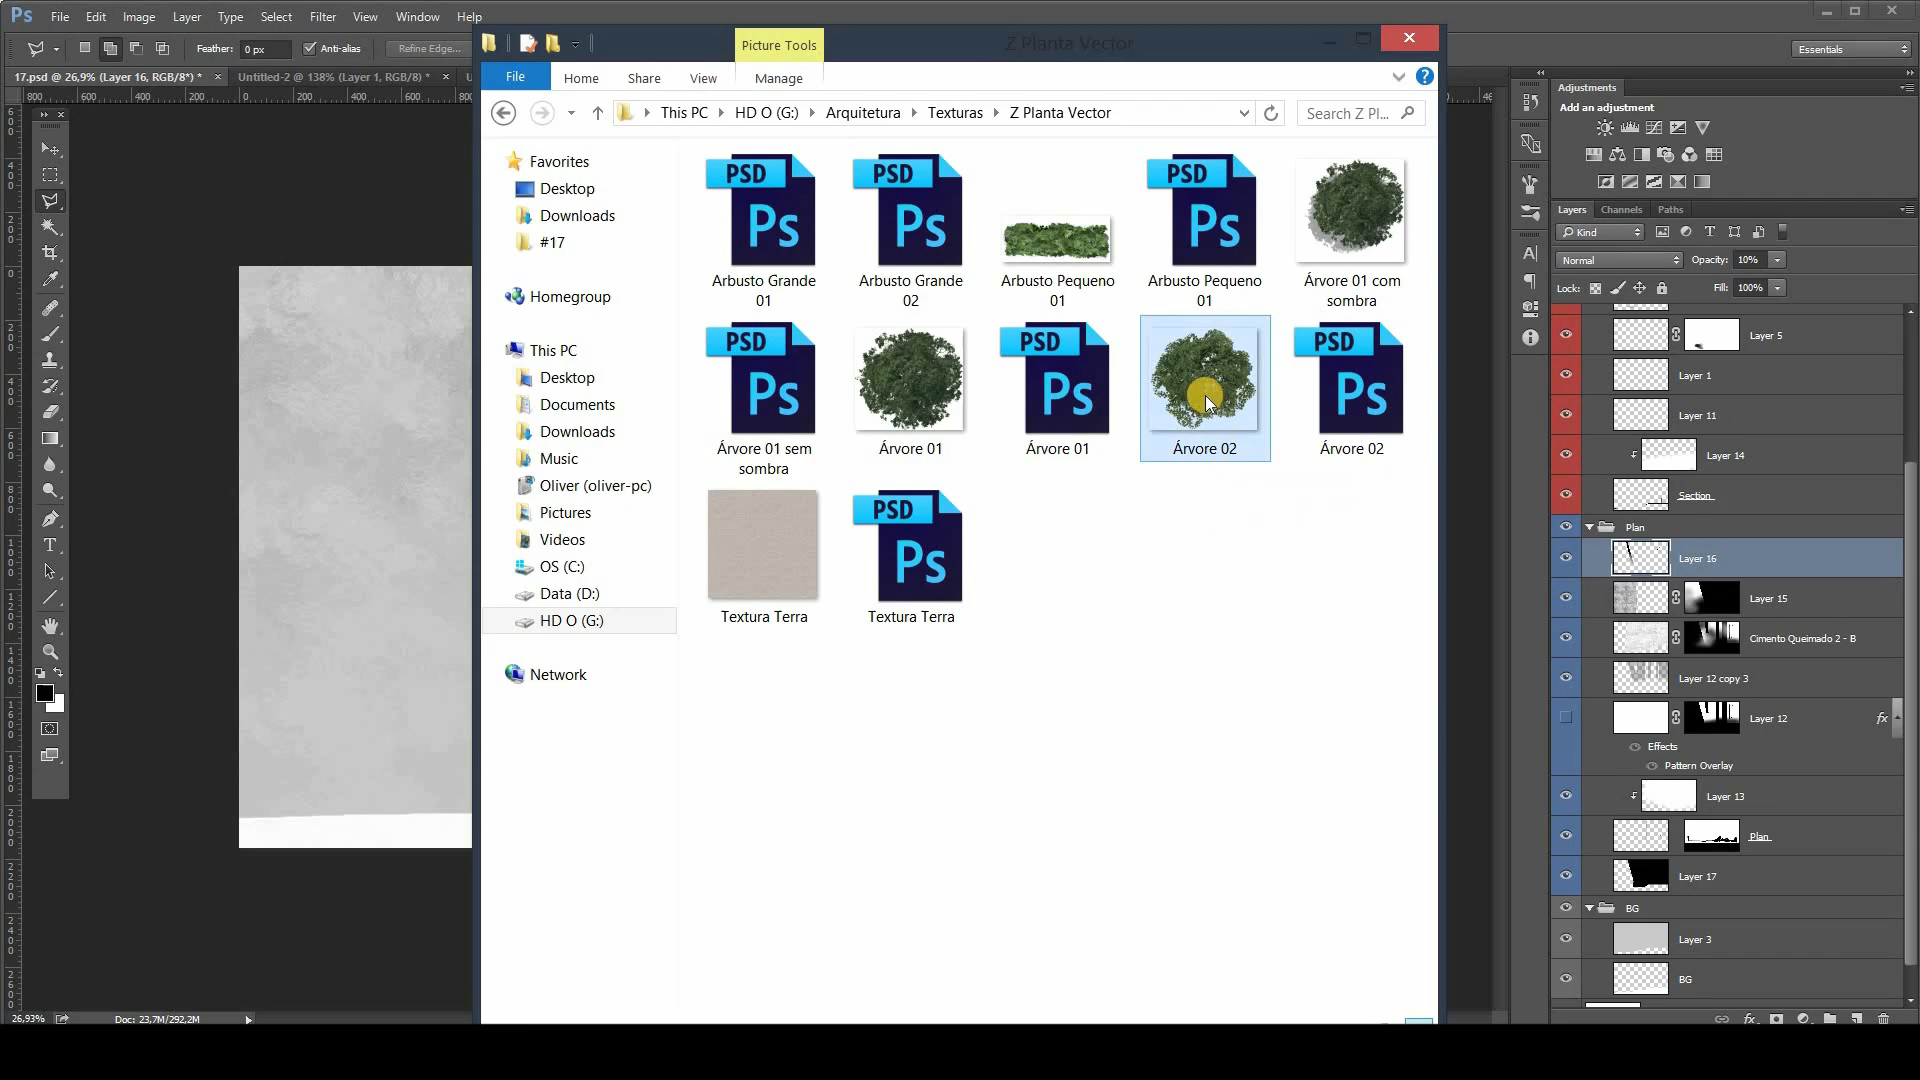 Ps File Edit Image Layer Type Select Filter View Window Help
Feather: 0 px Anti-alias Refine Edge... Essentials
17.psd @ 26,9% (Layer 16, RGB/8*) * × Untitled-2 @ 138% (Layer 1, RGB/8) * ×
Z Planta Vector
Picture Tools
File Home Share View Manage
This PC HD O (G:) Arquitetura Texturas Z Planta Vector Search Z Pl...
Favorites
Desktop
Downloads
#17
Homegroup
This PC
Desktop
Documents
Downloads
Music
Oliver (oliver-pc)
Pictures
Videos
OS (C:)
Data (D:)
HD O (G:)
Network
PSD Ps
Arbusto Grande
01
PSD Ps
Arbusto Grande
02
Arbusto Pequeno
01
PSD Ps
Arbusto Pequeno
01
Árvore 01 com
sombra
PSD Ps
Árvore 01 sem
sombra
Árvore 01
PSD Ps
Árvore 01
Árvore 02
PSD Ps
Árvore 02
Textura Terra
PSD Ps
Textura Terra
Adjustments
Add an adjustment
Layers Channels Paths
Kind
Normal Opacity: 10%
Lock: Fill: 100%
Layer 5
Layer 1
Layer 11
Layer 14
Section
Plan
Layer 16
Layer 15
Cimento Queimado 2 - B
Layer 12 copy 3
Layer 12 fx
Effects
Pattern Overlay
Layer 13
Plan
Layer 17
BG
Layer 3
BG
26,93% Doc: 23,7M/292,2M